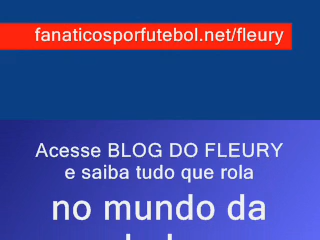 fanaticosporfutebol.net/fleury
Acesse BLOG DO FLEURY
e saiba tudo que rola
no mundo da